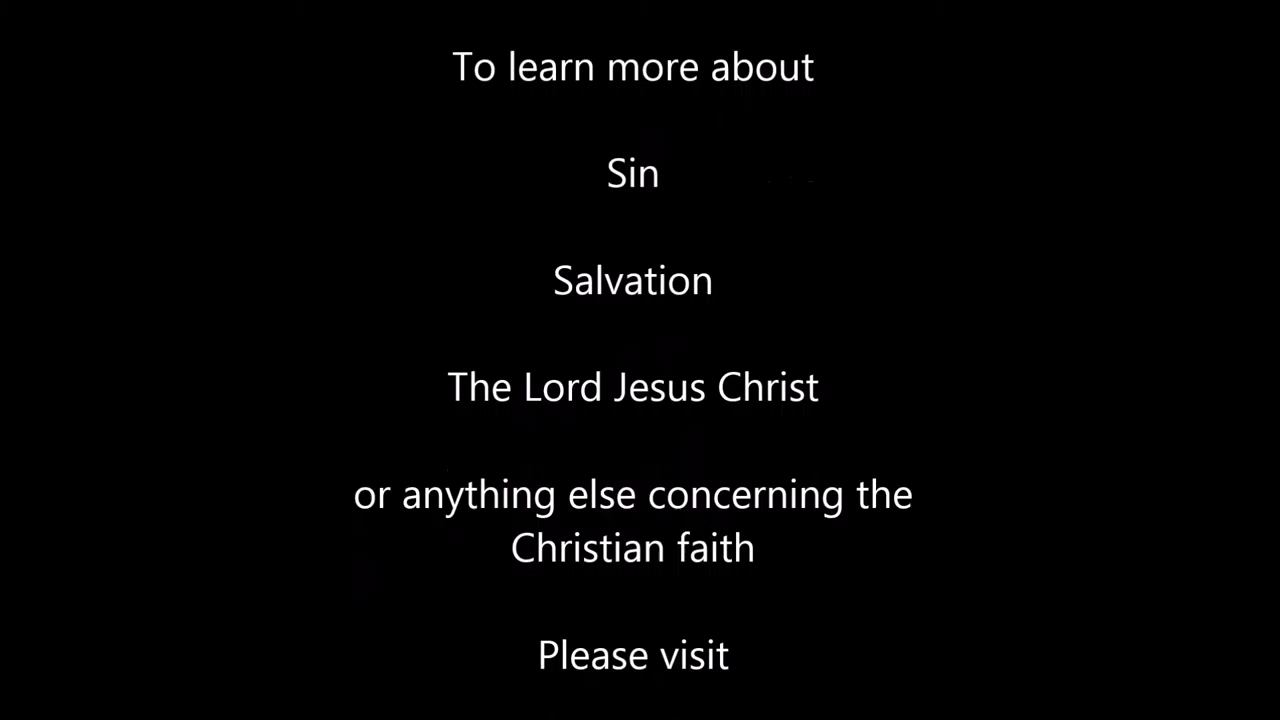 To learn more about
Sin
Salvation
The Lord Jesus Christ
or anything else concerning the
Christian faith
Please visit